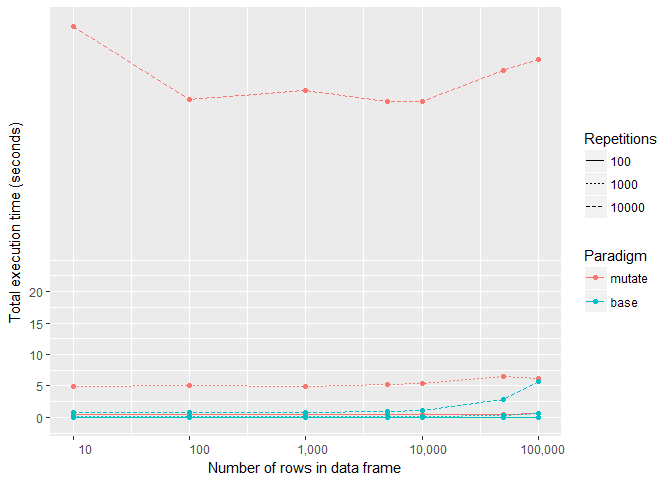 Total execution time (seconds)
20
15
10
5
0
10
100
1,000
10,000
100,000
Number of rows in data frame
Repetitions
100
1000
10000
Paradigm
mutate
base